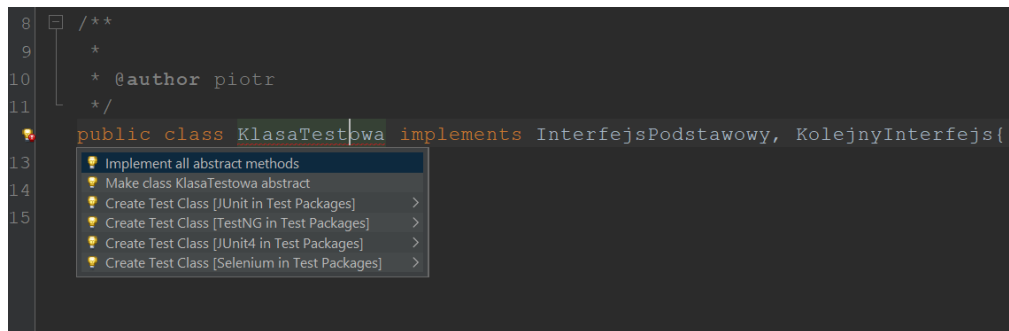 8 /**
9 *
10 * @author piotr
11 */
public class KlasaTestowa implements InterfejsPodstawowy, KolejnyInterfejs{
13 Implement all abstract methods
14 Make class KlasaTestowa abstract
Create Test Class [JUnit in Test Packages] >
15 Create Test Class [TestNG in Test Packages] >
Create Test Class [JUnit4 in Test Packages] >
Create Test Class [Selenium in Test Packages] >